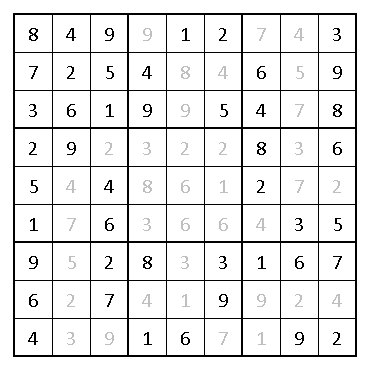 8 4 9 9 1 2 7 4 3
7 2 5 4 8 4 6 5 9
3 6 1 9 9 5 4 7 8
2 9 2 3 2 2 8 3 6
5 4 4 8 6 1 2 7 2
1 7 6 3 6 6 4 3 5
9 5 2 8 3 3 1 6 7
6 2 7 4 1 9 9 2 4
4 3 9 1 6 7 1 9 2